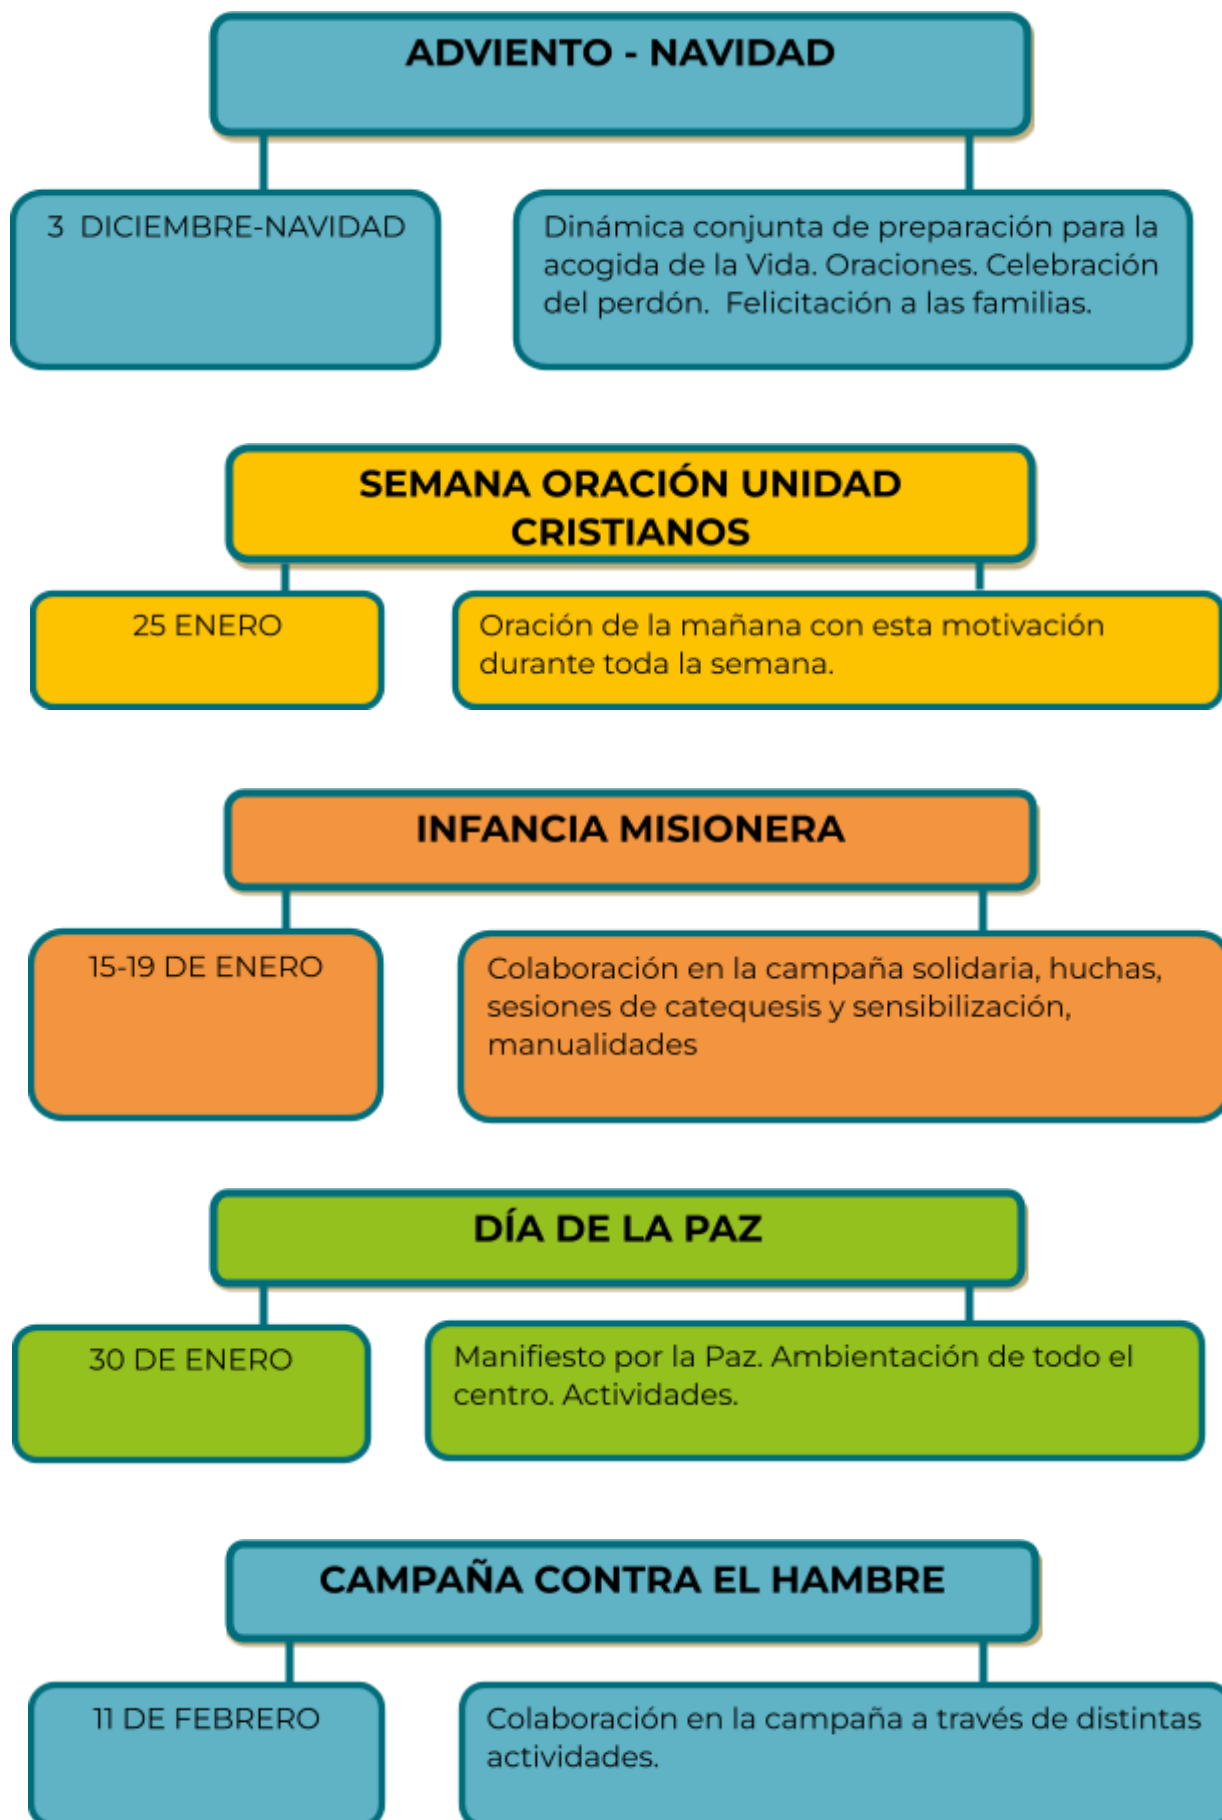 ADVIENTO - NAVIDAD
3 DICIEMBRE-NAVIDAD
Dinámica conjunta de preparación para la
acogida de la Vida. Oraciones. Celebración
del perdón. Felicitación a las familias.
SEMANA ORACIÓN UNIDAD
CRISTIANOS
25 ENERO
Oración de la mañana con esta motivación
durante toda la semana.
INFANCIA MISIONERA
15-19 DE ENERO
Colaboración en la campaña solidaria, huchas,
sesiones de catequesis y sensibilización,
manualidades
DÍA DE LA PAZ
30 DE ENERO
Manifiesto por la Paz. Ambientación de todo el
centro. Actividades.
CAMPAÑA CONTRA EL HAMBRE
11 DE FEBRERO
Colaboración en la campaña a través de distintas
actividades.